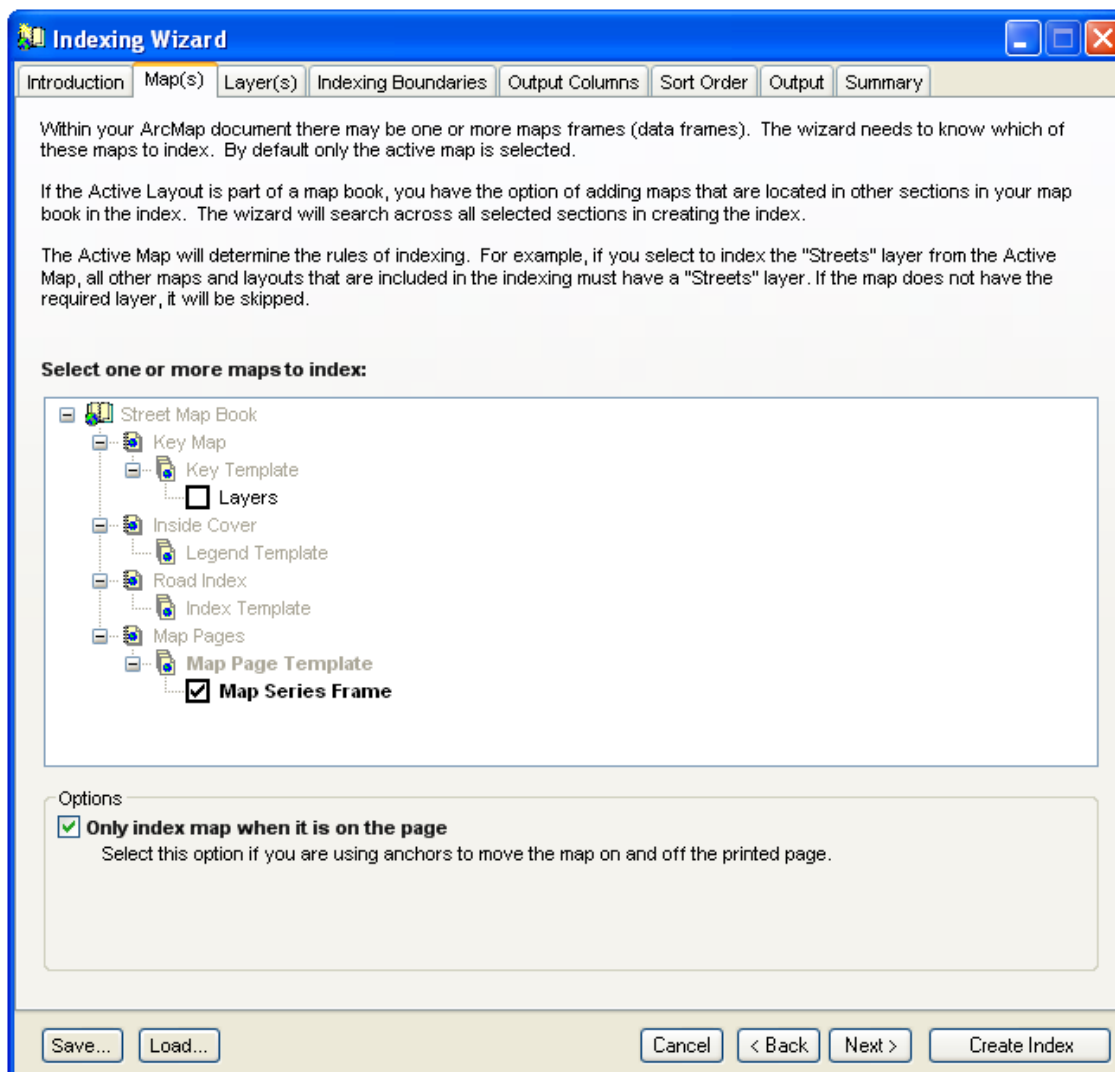 Indexing Wizard
Introduction Map(s) Layer(s) Indexing Boundaries Output Columns Sort Order Output Summary
Within your ArcMap document there may be one or more maps frames (data frames). The wizard needs to know which of
these maps to index. By default only the active map is selected.
If the Active Layout is part of a map book, you have the option of adding maps that are located in other sections in your map
book in the index. The wizard will search across all selected sections in creating the index.
The Active Map will determine the rules of indexing. For example, if you select to index the "Streets" layer from the Active
Map, all other maps and layouts that are included in the indexing must have a "Streets" layer. If the map does not have the
required layer, it will be skipped.
Select one or more maps to index:
Street Map Book
Key Map
Key Template
Layers
Inside Cover
Legend Template
Road Index
Index Template
Map Pages
Map Page Template
Map Series Frame
Options
Only index map when it is on the page
Select this option if you are using anchors to move the map on and off the printed page.
Save... Load... Cancel < Back Next > Create Index